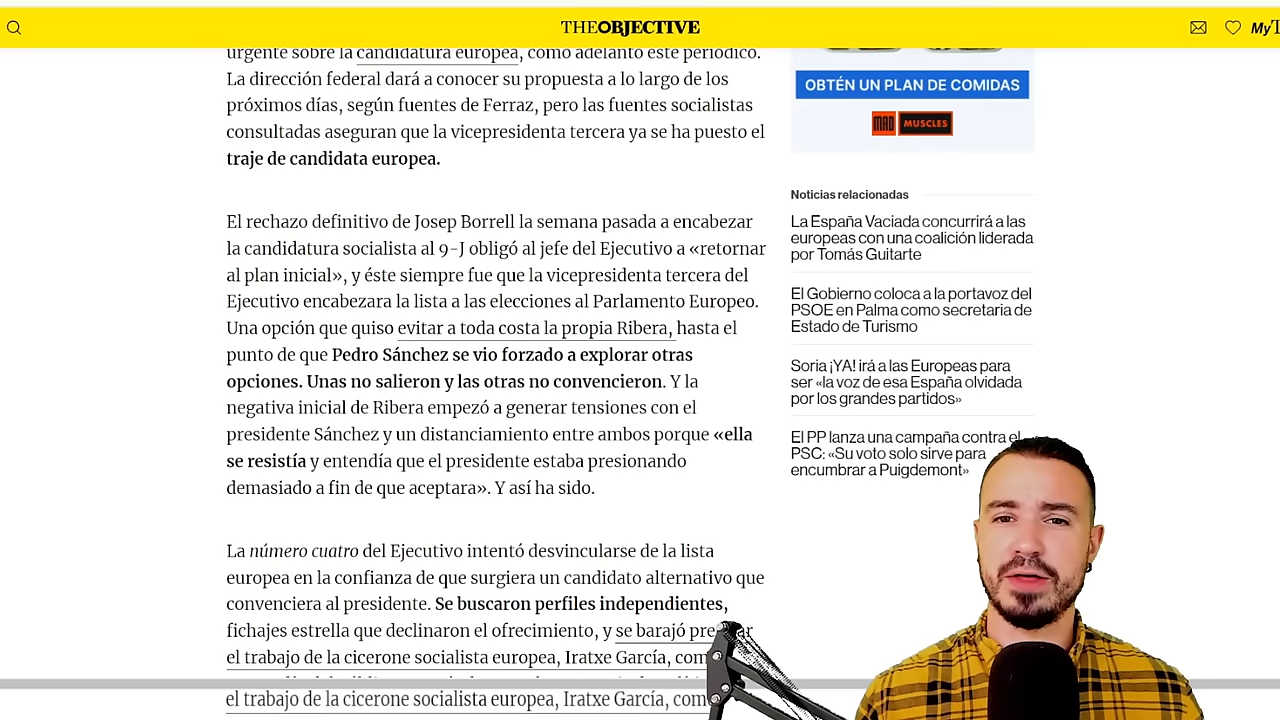 THEOBJECTIVE
MyT
urgente sobre la candidatura europea, como adelantó este periódico.
La dirección federal dará a conocer su propuesta a lo largo de los
próximos días, según fuentes de Ferraz, pero las fuentes socialistas
consultadas aseguran que la vicepresidenta tercera ya se ha puesto el
traje de candidata europea.
El rechazo definitivo de Josep Borrell la semana pasada a encabezar
la candidatura socialista al 9-J obligó al jefe del Ejecutivo a «retornar
al plan inicial», y éste siempre fue que la vicepresidenta tercera del
Ejecutivo encabezara la lista a las elecciones al Parlamento Europeo.
Una opción que quiso evitar a toda costa la propia Ribera, hasta el
punto de que Pedro Sánchez se vio forzado a explorar otras
opciones. Unas no salieron y las otras no convencieron. Y la
negativa inicial de Ribera empezó a generar tensiones con el
presidente Sánchez y un distanciamiento entre ambos porque «ella
se resistía y entendía que el presidente estaba presionando
demasiado a fin de que aceptara». Y así ha sido.
La número cuatro del Ejecutivo intentó desvincularse de la lista
europea en la confianza de que surgiera un candidato alternativo que
convenciera al presidente. Se buscaron perfiles independientes,
fichajes estrella que declinaron el ofrecimiento, y se barajó
el trabajo de la cicerone socialista europea, Iratxe García,
el trabajo de la cicerone socialista europea, Iratxe García,
OBTÉN UN PLAN DE COMIDAS
MAD MUSCLES
Noticias relacionadas
La España Vaciada concurrirá a las
europeas con una coalición liderada
por Tomás Guitarte
El Gobierno coloca a la portavoz del
PSOE en Palma como secretaria de
Estado de Turismo
Soria ¡YA! irá a las Europeas para
ser «la voz de esa España olvidada
por los grandes partidos»
El PP lanza una campaña contra el
PSC: «Su voto solo sirve para
encumbrar a Puigdemont»